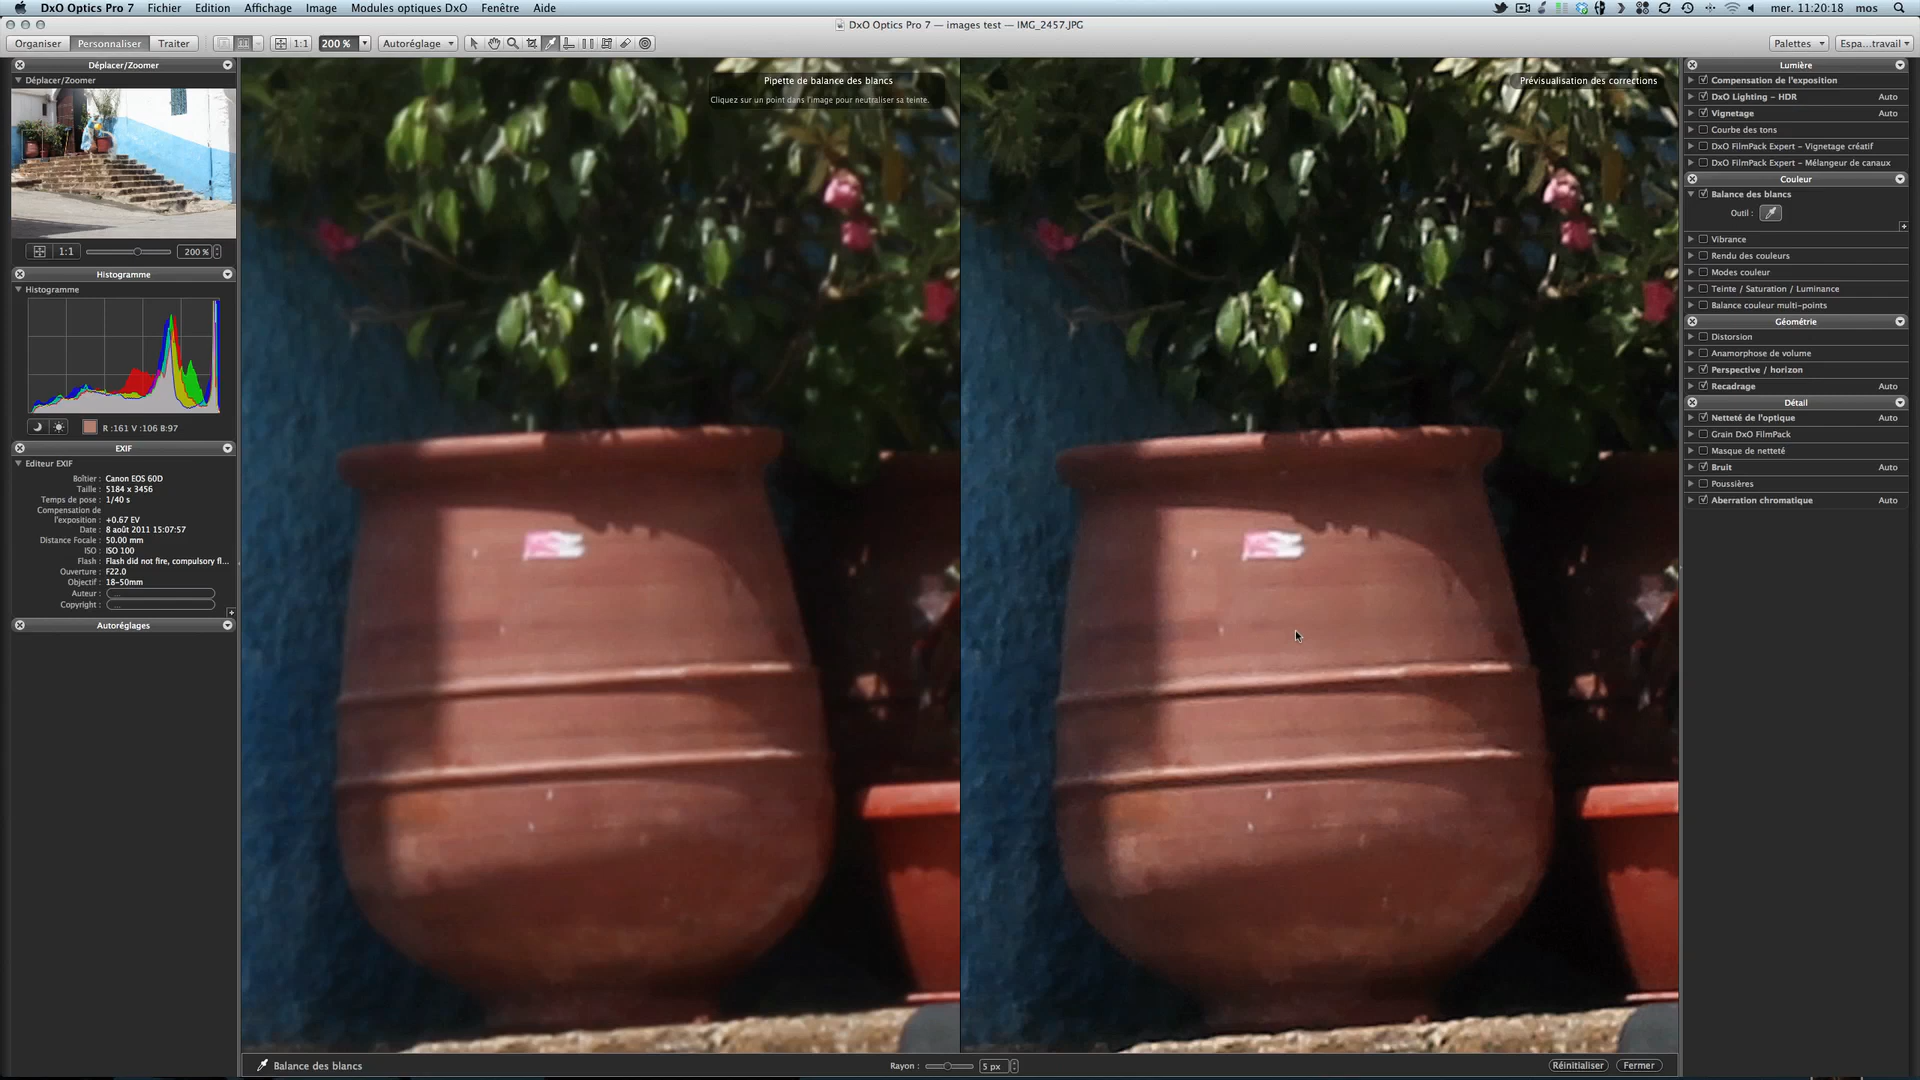 DxO Optics Pro 7 Fichier Edition Affichage Image Modules optiques DxO Fenêtre Aide mer. 11:20:18 mos
DxO Optics Pro 7 — images test — IMG_2457.JPG
Organiser Personnaliser Traiter 1:1 200 % Autoréglage Palettes Espa...travail
Déplacer/Zoomer
Déplacer/Zoomer
1:1 200 %
Histogramme
Histogramme
R :161 V :106 B:97
EXIF
Editeur EXIF
Boîtier : Canon EOS 60D
Taille : 5184 x 3456
Temps de pose : 1/40 s
Compensation de
l'exposition : +0.67 EV
Date : 8 août 2011 15:07:57
Distance Focale : 50.00 mm
ISO : ISO 100
Flash : Flash did not fire, compulsory fl...
Ouverture : F22.0
Objectif : 18-50mm
Auteur : ...
Copyright : ...
Autoréglages
Pipette de balance des blancs
Cliquez sur un point dans l'image pour neutraliser sa teinte.
Prévisualisation des corrections
Balance des blancs Rayon : 5 px Réinitialiser Fermer
Lumière
Compensation de l'exposition
DxO Lighting – HDR Auto
Vignetage Auto
Courbe des tons
DxO FilmPack Expert – Vignetage créatif
DxO FilmPack Expert – Mélangeur de canaux
Couleur
Balance des blancs
Outil :
Vibrance
Rendu des couleurs
Modes couleur
Teinte / Saturation / Luminance
Balance couleur multi-points
Géométrie
Distorsion
Anamorphose de volume
Perspective / horizon
Recadrage Auto
Détail
Netteté de l'optique Auto
Grain DxO FilmPack
Masque de netteté
Bruit Auto
Poussières
Aberration chromatique Auto